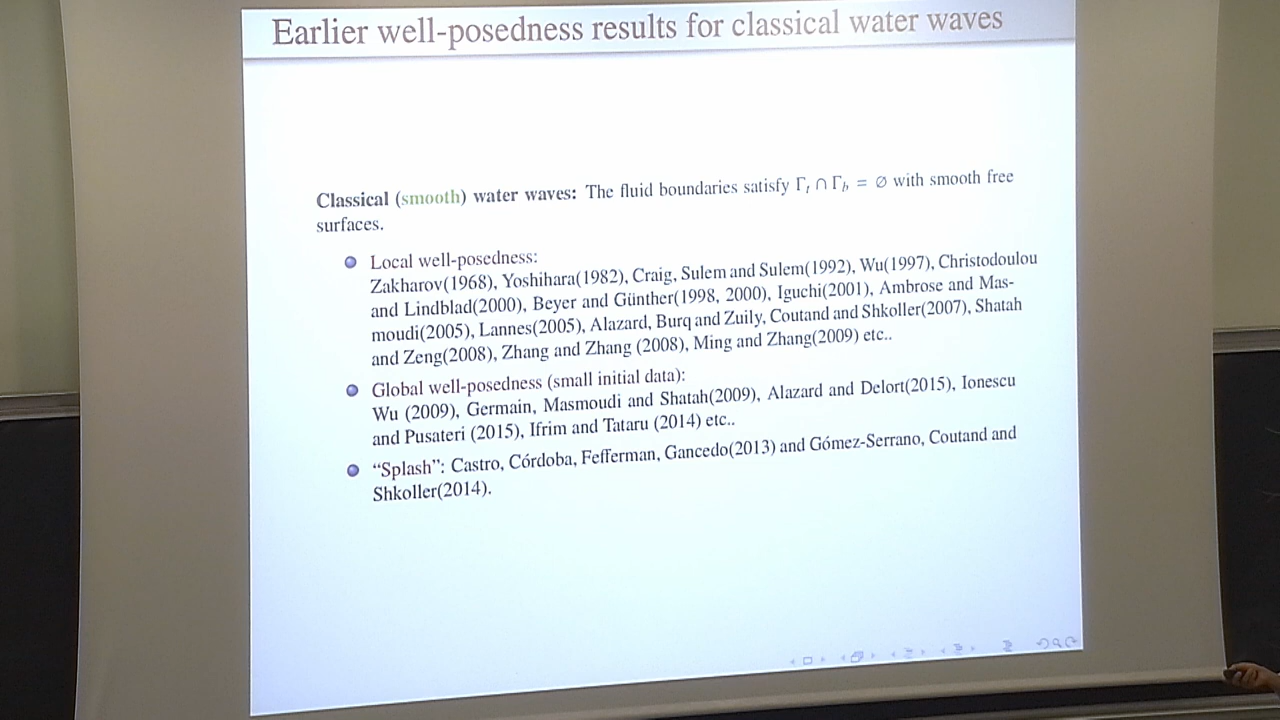 Earlier well-posedness results for classical water waves
Classical (smooth) water waves: The fluid boundaries satisfy Γₜ ∩ Γ_b = ∅ with smooth free
surfaces.
Local well-posedness:
Zakharov(1968), Yoshihara(1982), Craig, Sulem and Sulem(1992), Wu(1997), Christodoulou
and Lindblad(2000), Beyer and Günther(1998, 2000), Iguchi(2001), Ambrose and Mas-
moudi(2005), Lannes(2005), Alazard, Burq and Zuily, Coutand and Shkoller(2007), Shatah
and Zeng(2008), Zhang and Zhang (2008), Ming and Zhang(2009) etc..
Global well-posedness (small initial data):
Wu (2009), Germain, Masmoudi and Shatah(2009), Alazard and Delort(2015), Ionescu
and Pusateri (2015), Ifrim and Tataru (2014) etc..
“Splash”: Castro, Córdoba, Fefferman, Gancedo(2013) and Gómez-Serrano, Coutand and
Shkoller(2014).